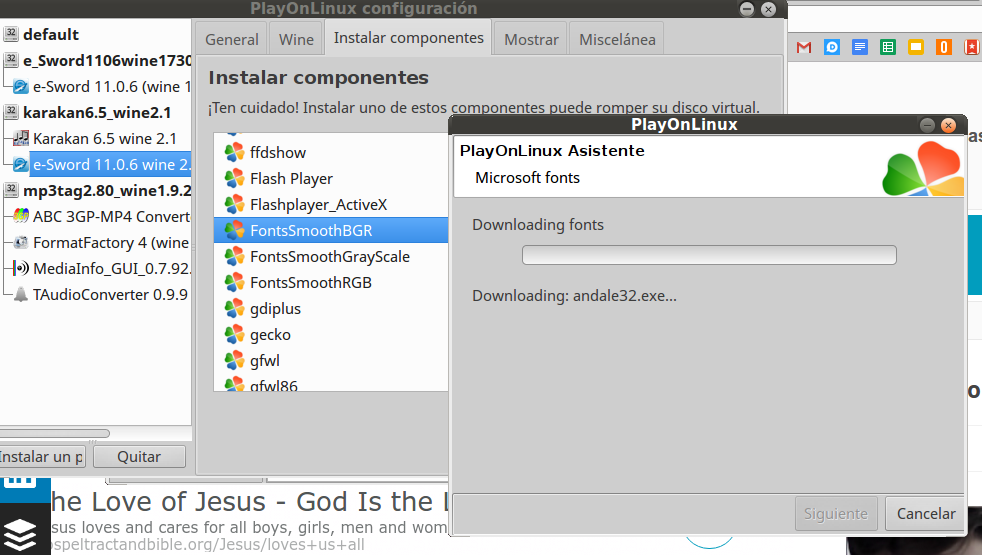 PlayOnLinux configuración
default
e_Sword1106wine1730
e-Sword 11.0.6 (wine 1
karakan6.5_wine2.1
Karakan 6.5 wine 2.1
e-Sword 11.0.6 wine 2.
mp3tag2.80_wine1.9.2
ABC 3GP-MP4 Convert
FormatFactory 4 (wine
MediaInfo_GUI_0.7.92.
TAudioConverter 0.9.9
Instalar un p
Quitar
General
Wine
Instalar componentes
Mostrar
Miscelánea
Instalar componentes
¡Ten cuidado! Instalar uno de estos componentes puede romper su disco virtual.
ffdshow
Flash Player
Flashplayer_ActiveX
FontsSmoothBGR
FontsSmoothGrayScale
FontsSmoothRGB
gdiplus
gecko
gfwl
gfwl86
PlayOnLinux
PlayOnLinux Asistente
Microsoft fonts
Downloading fonts
Downloading: andale32.exe...
Siguiente
Cancelar
he Love of Jesus - God Is the L
sus loves and cares for all boys, girls, men and wom
ospeltractandbible.org/Jesus/loves+us+all